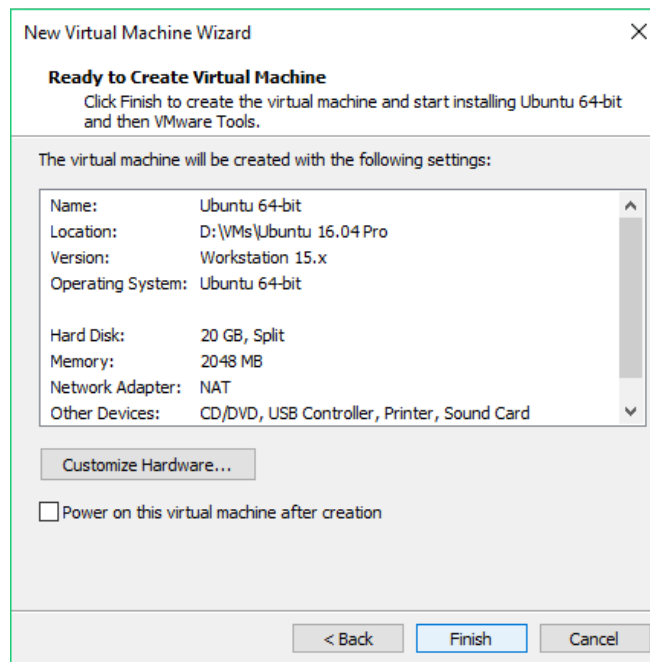 New Virtual Machine Wizard
Ready to Create Virtual Machine
Click Finish to create the virtual machine and start installing Ubuntu 64-bit
and then VMware Tools.
The virtual machine will be created with the following settings:
Name: Ubuntu 64-bit
Location: D:\VMs\Ubuntu 16.04 Pro
Version: Workstation 15.x
Operating System: Ubuntu 64-bit
Hard Disk: 20 GB, Split
Memory: 2048 MB
Network Adapter: NAT
Other Devices: CD/DVD, USB Controller, Printer, Sound Card
Customize Hardware...
Power on this virtual machine after creation
< Back Finish Cancel